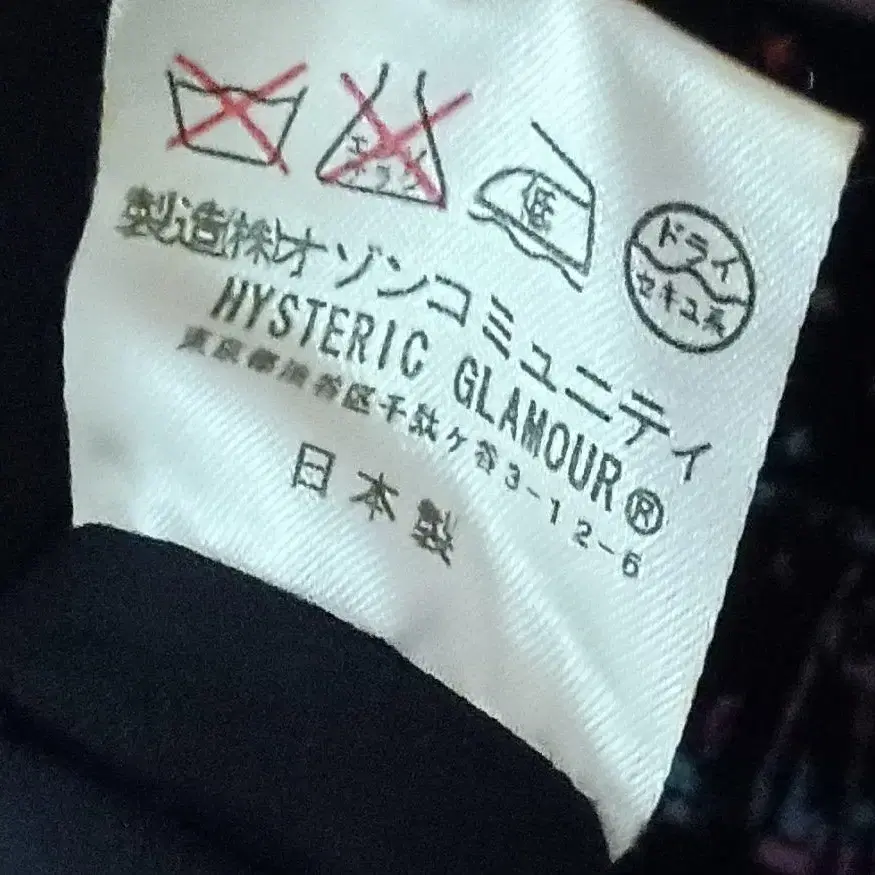 エンソ
サラシ
低
ドライ
セキユ系
製造(株)オゾンコミュニティ
HYSTERIC GLAMOUR®
東京都渋谷区千駄ヶ谷3-12-6
日本製